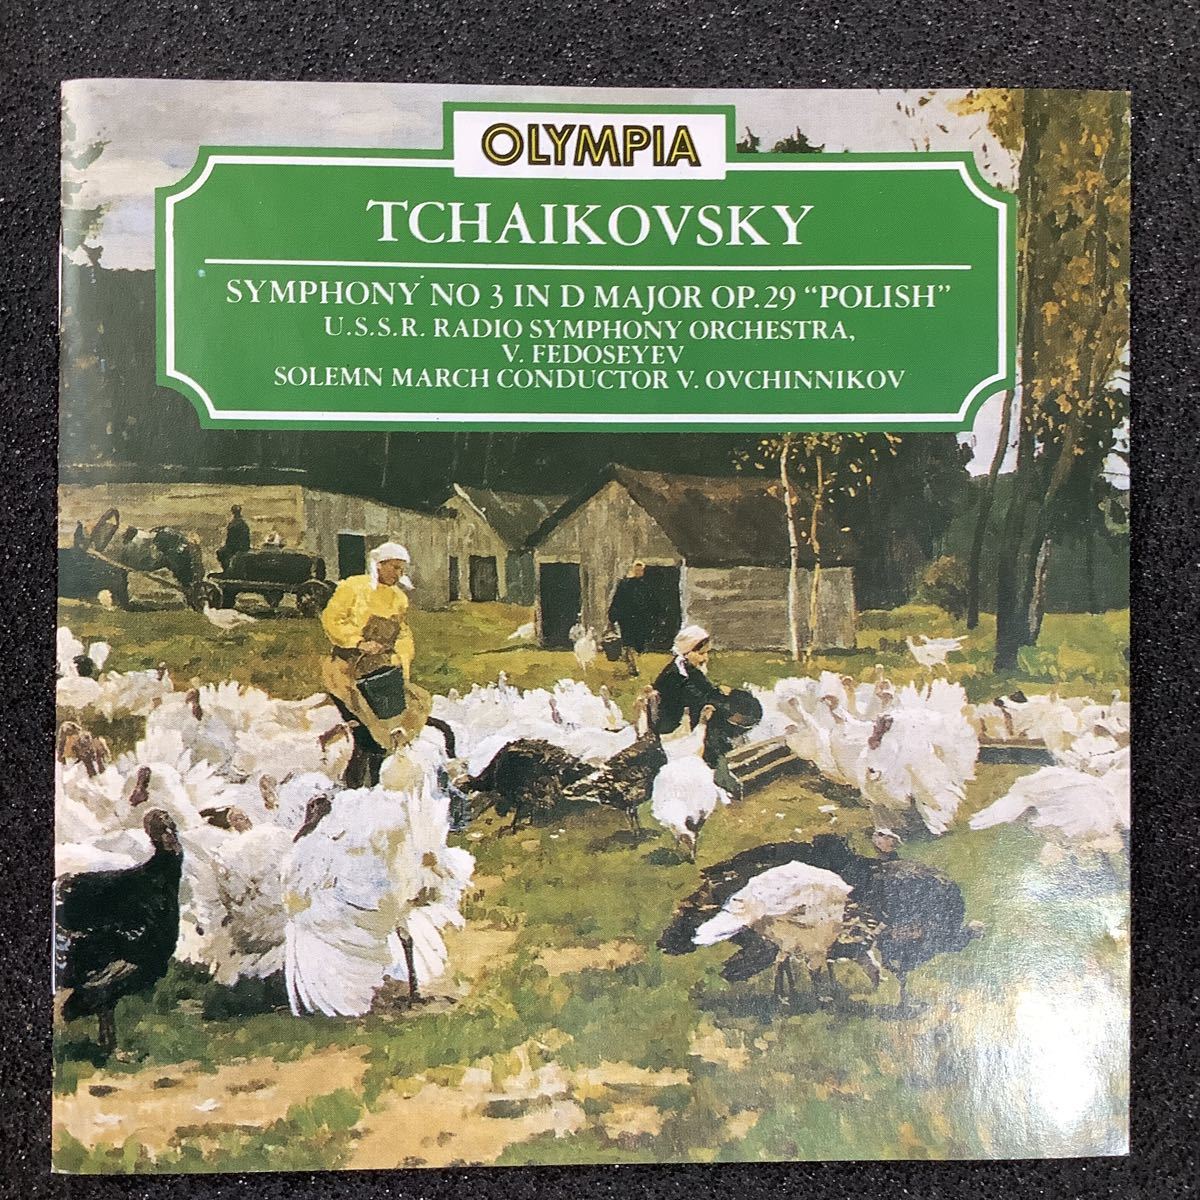 OLYMPIA
TCHAIKOVSKY
SYMPHONY NO 3 IN D MAJOR OP.29 “POLISH”
U.S.S.R. RADIO SYMPHONY ORCHESTRA,
V. FEDOSEYEV
SOLEMN MARCH CONDUCTOR V. OVCHINNIKOV